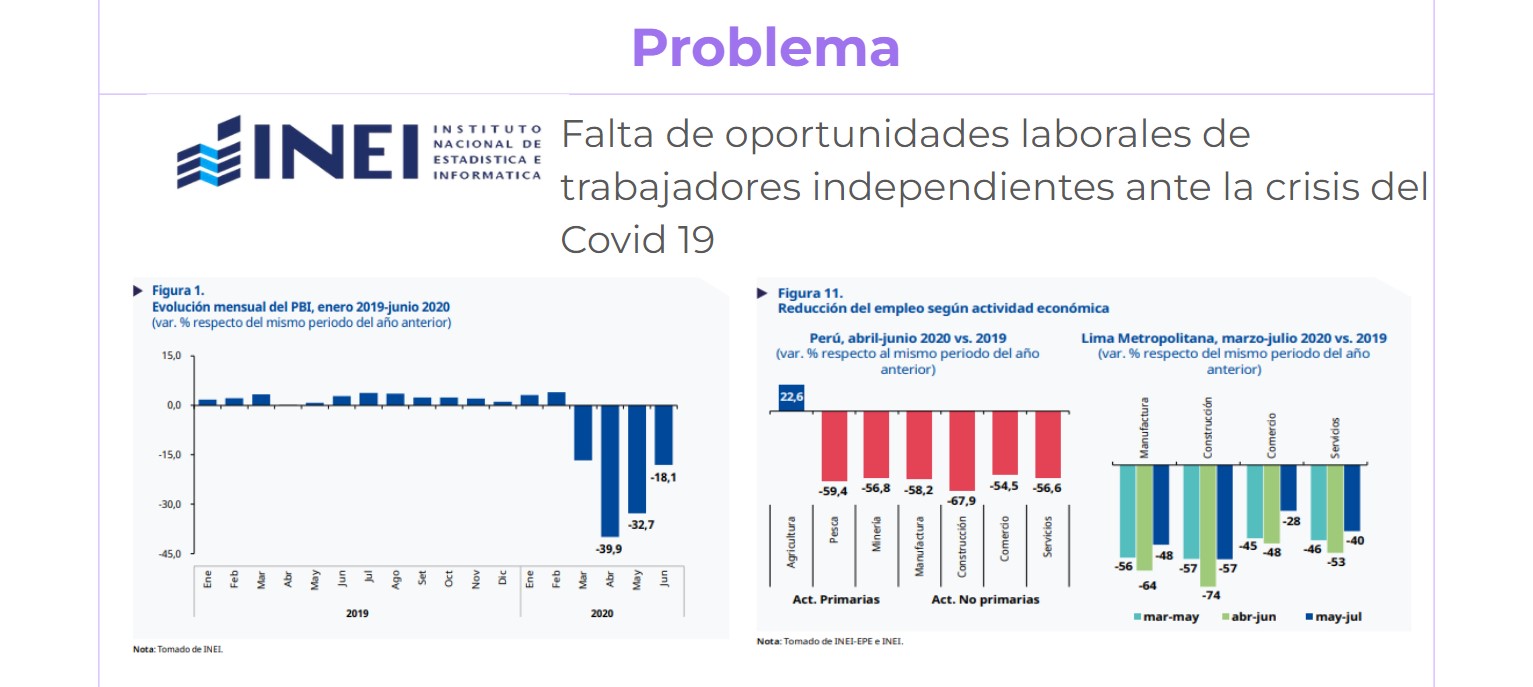 Problema
INEI
INSTITUTO
NACIONAL DE
ESTADISTICA E
INFORMATICA
Falta de oportunidades laborales de
trabajadores independientes ante la crisis del
Covid 19
Figura 1.
Evolución mensual del PBI, enero 2019-junio 2020
(var. % respecto del mismo periodo del año anterior)
15,0
0,0
-15,0
-30,0
-45,0
-39,9
-32,7
-18,1
Ene Feb Mar Abr May Jun Jul Ago Set Oct Nov Dic Ene Feb Mar Abr May Jun
2019 2020
Nota: Tomado de INEI.
Figura 11.
Reducción del empleo según actividad económica
Perú, abril-junio 2020 vs. 2019
(var. % respecto al mismo periodo del año
anterior)
22,6
-59,4 -56,8 -58,2 -67,9 -54,5 -56,6
Agricultura Pesca Minería Manufactura Construcción Comercio Servicios
Act. Primarias Act. No primarias
Lima Metropolitana, marzo-julio 2020 vs. 2019
(var. % respecto del mismo periodo del año
anterior)
Manufactura Construcción Comercio Servicios
-56 -64 -48 -57 -74 -57 -45 -48 -28 -46 -53 -40
mar-may abr-jun may-jul
Nota: Tomado de INEI-EPE e INEI.